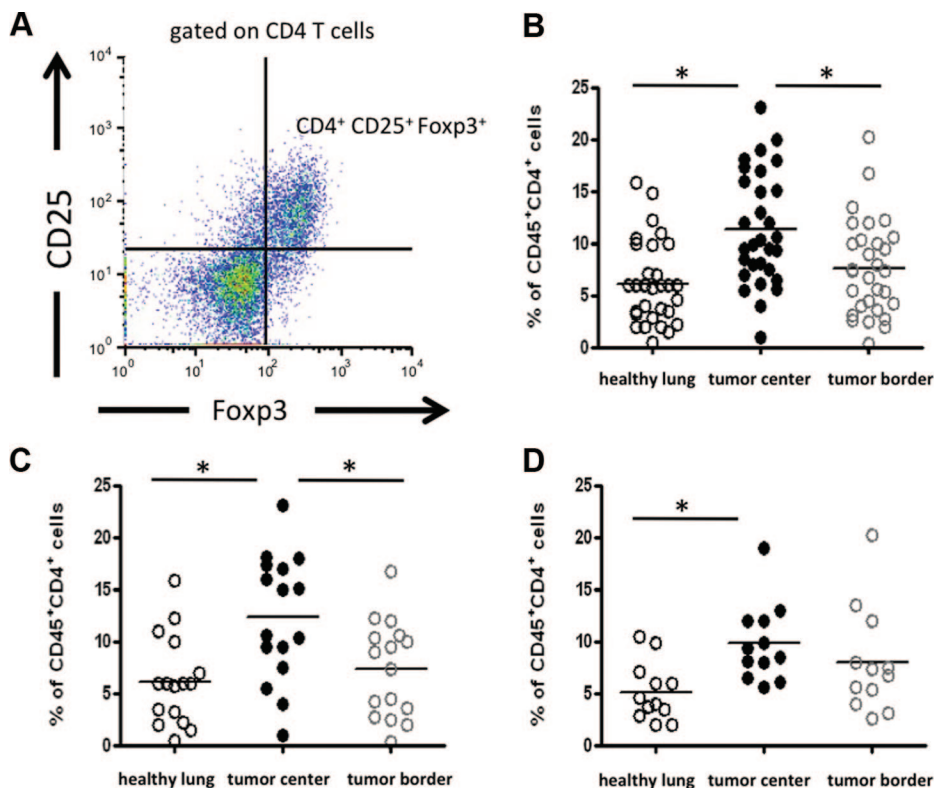 A
gated on CD4 T cells
CD25
10⁴
10³
10²
10¹
10⁰
CD4⁺ CD25⁺ Foxp3⁺
10⁰ 10¹ 10² 10³ 10⁴
Foxp3
B
* *
% of CD45⁺CD4⁺ cells
25
20
15
10
5
0
healthy lung tumor center tumor border
C
* *
% of CD45⁺CD4⁺ cells
25
20
15
10
5
0
healthy lung tumor center tumor border
D
*
% of CD45⁺CD4⁺ cells
25
20
15
10
5
0
healthy lung tumor center tumor border